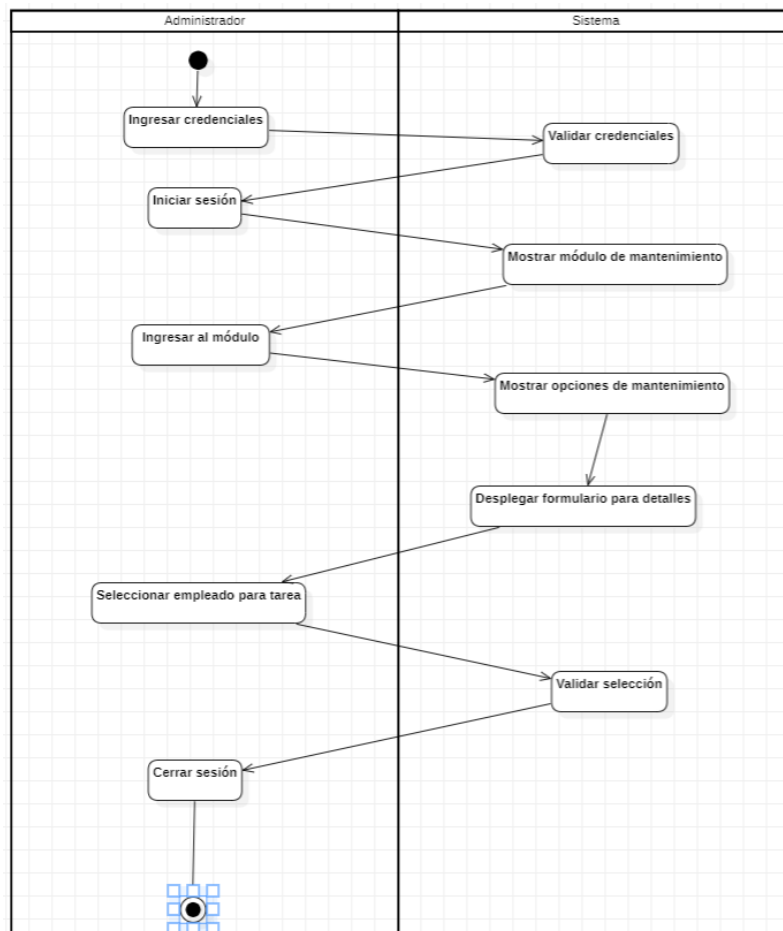 Administrador
Sistema
Ingresar credenciales
Validar credenciales
Iniciar sesión
Mostrar módulo de mantenimiento
Ingresar al módulo
Mostrar opciones de mantenimiento
Desplegar formulario para detalles
Seleccionar empleado para tarea
Validar selección
Cerrar sesión